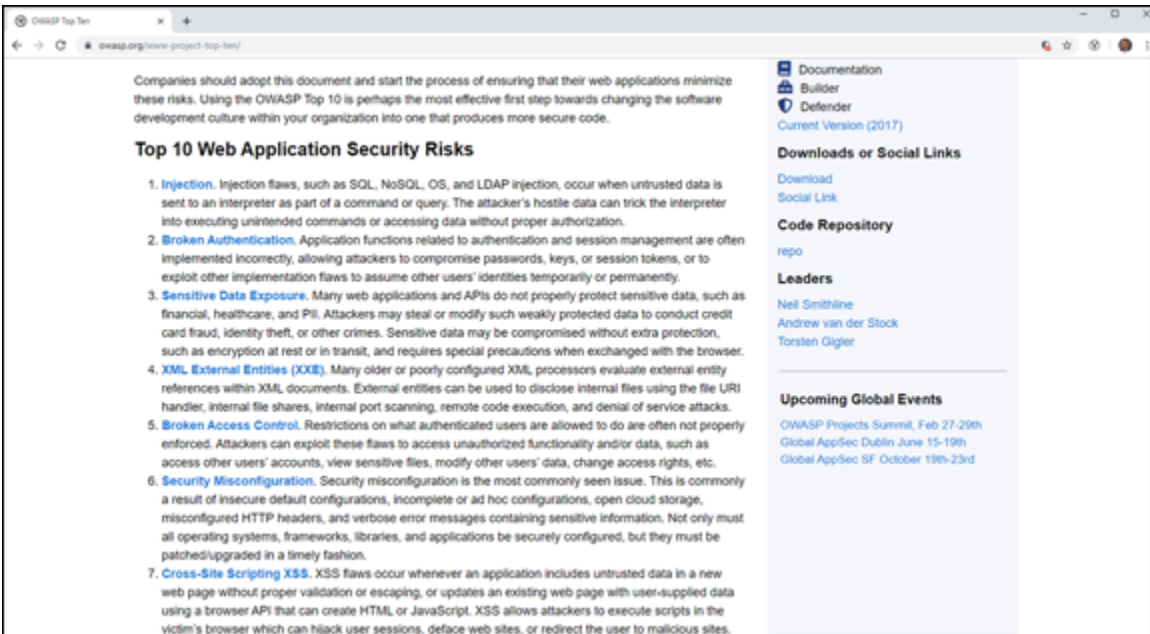 OWASP Top Ten
owasp.org/www-project-top-ten/
Companies should adopt this document and start the process of ensuring that their web applications minimize
these risks. Using the OWASP Top 10 is perhaps the most effective first step towards changing the software
development culture within your organization into one that produces more secure code.
Top 10 Web Application Security Risks
1. Injection. Injection flaws, such as SQL, NoSQL, OS, and LDAP injection, occur when untrusted data is
sent to an interpreter as part of a command or query. The attacker's hostile data can trick the interpreter
into executing unintended commands or accessing data without proper authorization.
2. Broken Authentication. Application functions related to authentication and session management are often
implemented incorrectly, allowing attackers to compromise passwords, keys, or session tokens, or to
exploit other implementation flaws to assume other users' identities temporarily or permanently.
3. Sensitive Data Exposure. Many web applications and APIs do not properly protect sensitive data, such as
financial, healthcare, and PII. Attackers may steal or modify such weakly protected data to conduct credit
card fraud, identity theft, or other crimes. Sensitive data may be compromised without extra protection,
such as encryption at rest or in transit, and requires special precautions when exchanged with the browser.
4. XML External Entities (XXE). Many older or poorly configured XML processors evaluate external entity
references within XML documents. External entities can be used to disclose internal files using the file URI
handler, internal file shares, internal port scanning, remote code execution, and denial of service attacks.
5. Broken Access Control. Restrictions on what authenticated users are allowed to do are often not properly
enforced. Attackers can exploit these flaws to access unauthorized functionality and/or data, such as
access other users' accounts, view sensitive files, modify other users' data, change access rights, etc.
6. Security Misconfiguration. Security misconfiguration is the most commonly seen issue. This is commonly
a result of insecure default configurations, incomplete or ad hoc configurations, open cloud storage,
misconfigured HTTP headers, and verbose error messages containing sensitive information. Not only must
all operating systems, frameworks, libraries, and applications be securely configured, but they must be
patched/upgraded in a timely fashion.
7. Cross-Site Scripting XSS. XSS flaws occur whenever an application includes untrusted data in a new
web page without proper validation or escaping, or updates an existing web page with user-supplied data
using a browser API that can create HTML or JavaScript. XSS allows attackers to execute scripts in the
victim's browser which can hijack user sessions, deface web sites, or redirect the user to malicious sites.
Documentation
Builder
Defender
Current Version (2017)
Downloads or Social Links
Download
Social Link
Code Repository
repo
Leaders
Neil Smithline
Andrew van der Stock
Torsten Gigler
Upcoming Global Events
OWASP Projects Summit, Feb 27-29th
Global AppSec Dublin June 15-19th
Global AppSec SF October 19th-23rd